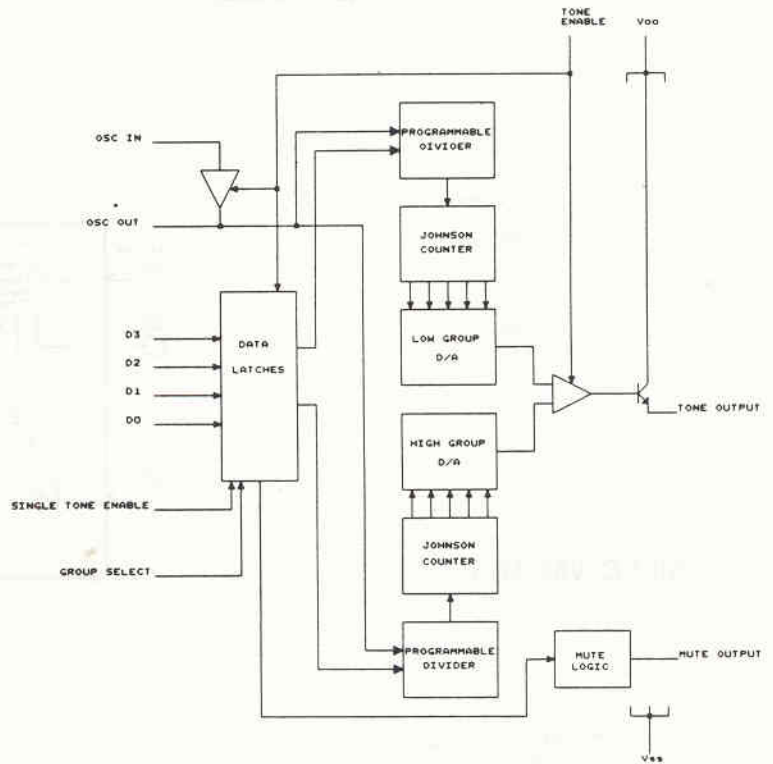 TONE
ENABLE
VDD
OSC IN
PROGRAMMABLE
DIVIDER
OSC OUT
JOHNSON
COUNTER
D3
D2
D1
D0
DATA
LATCHES
LOW GROUP
D/A
TONE OUTPUT
HIGH GROUP
D/A
SINGLE TONE ENABLE
JOHNSON
COUNTER
GROUP SELECT
PROGRAMMABLE
DIVIDER
MUTE
LOGIC
MUTE OUTPUT
Vss